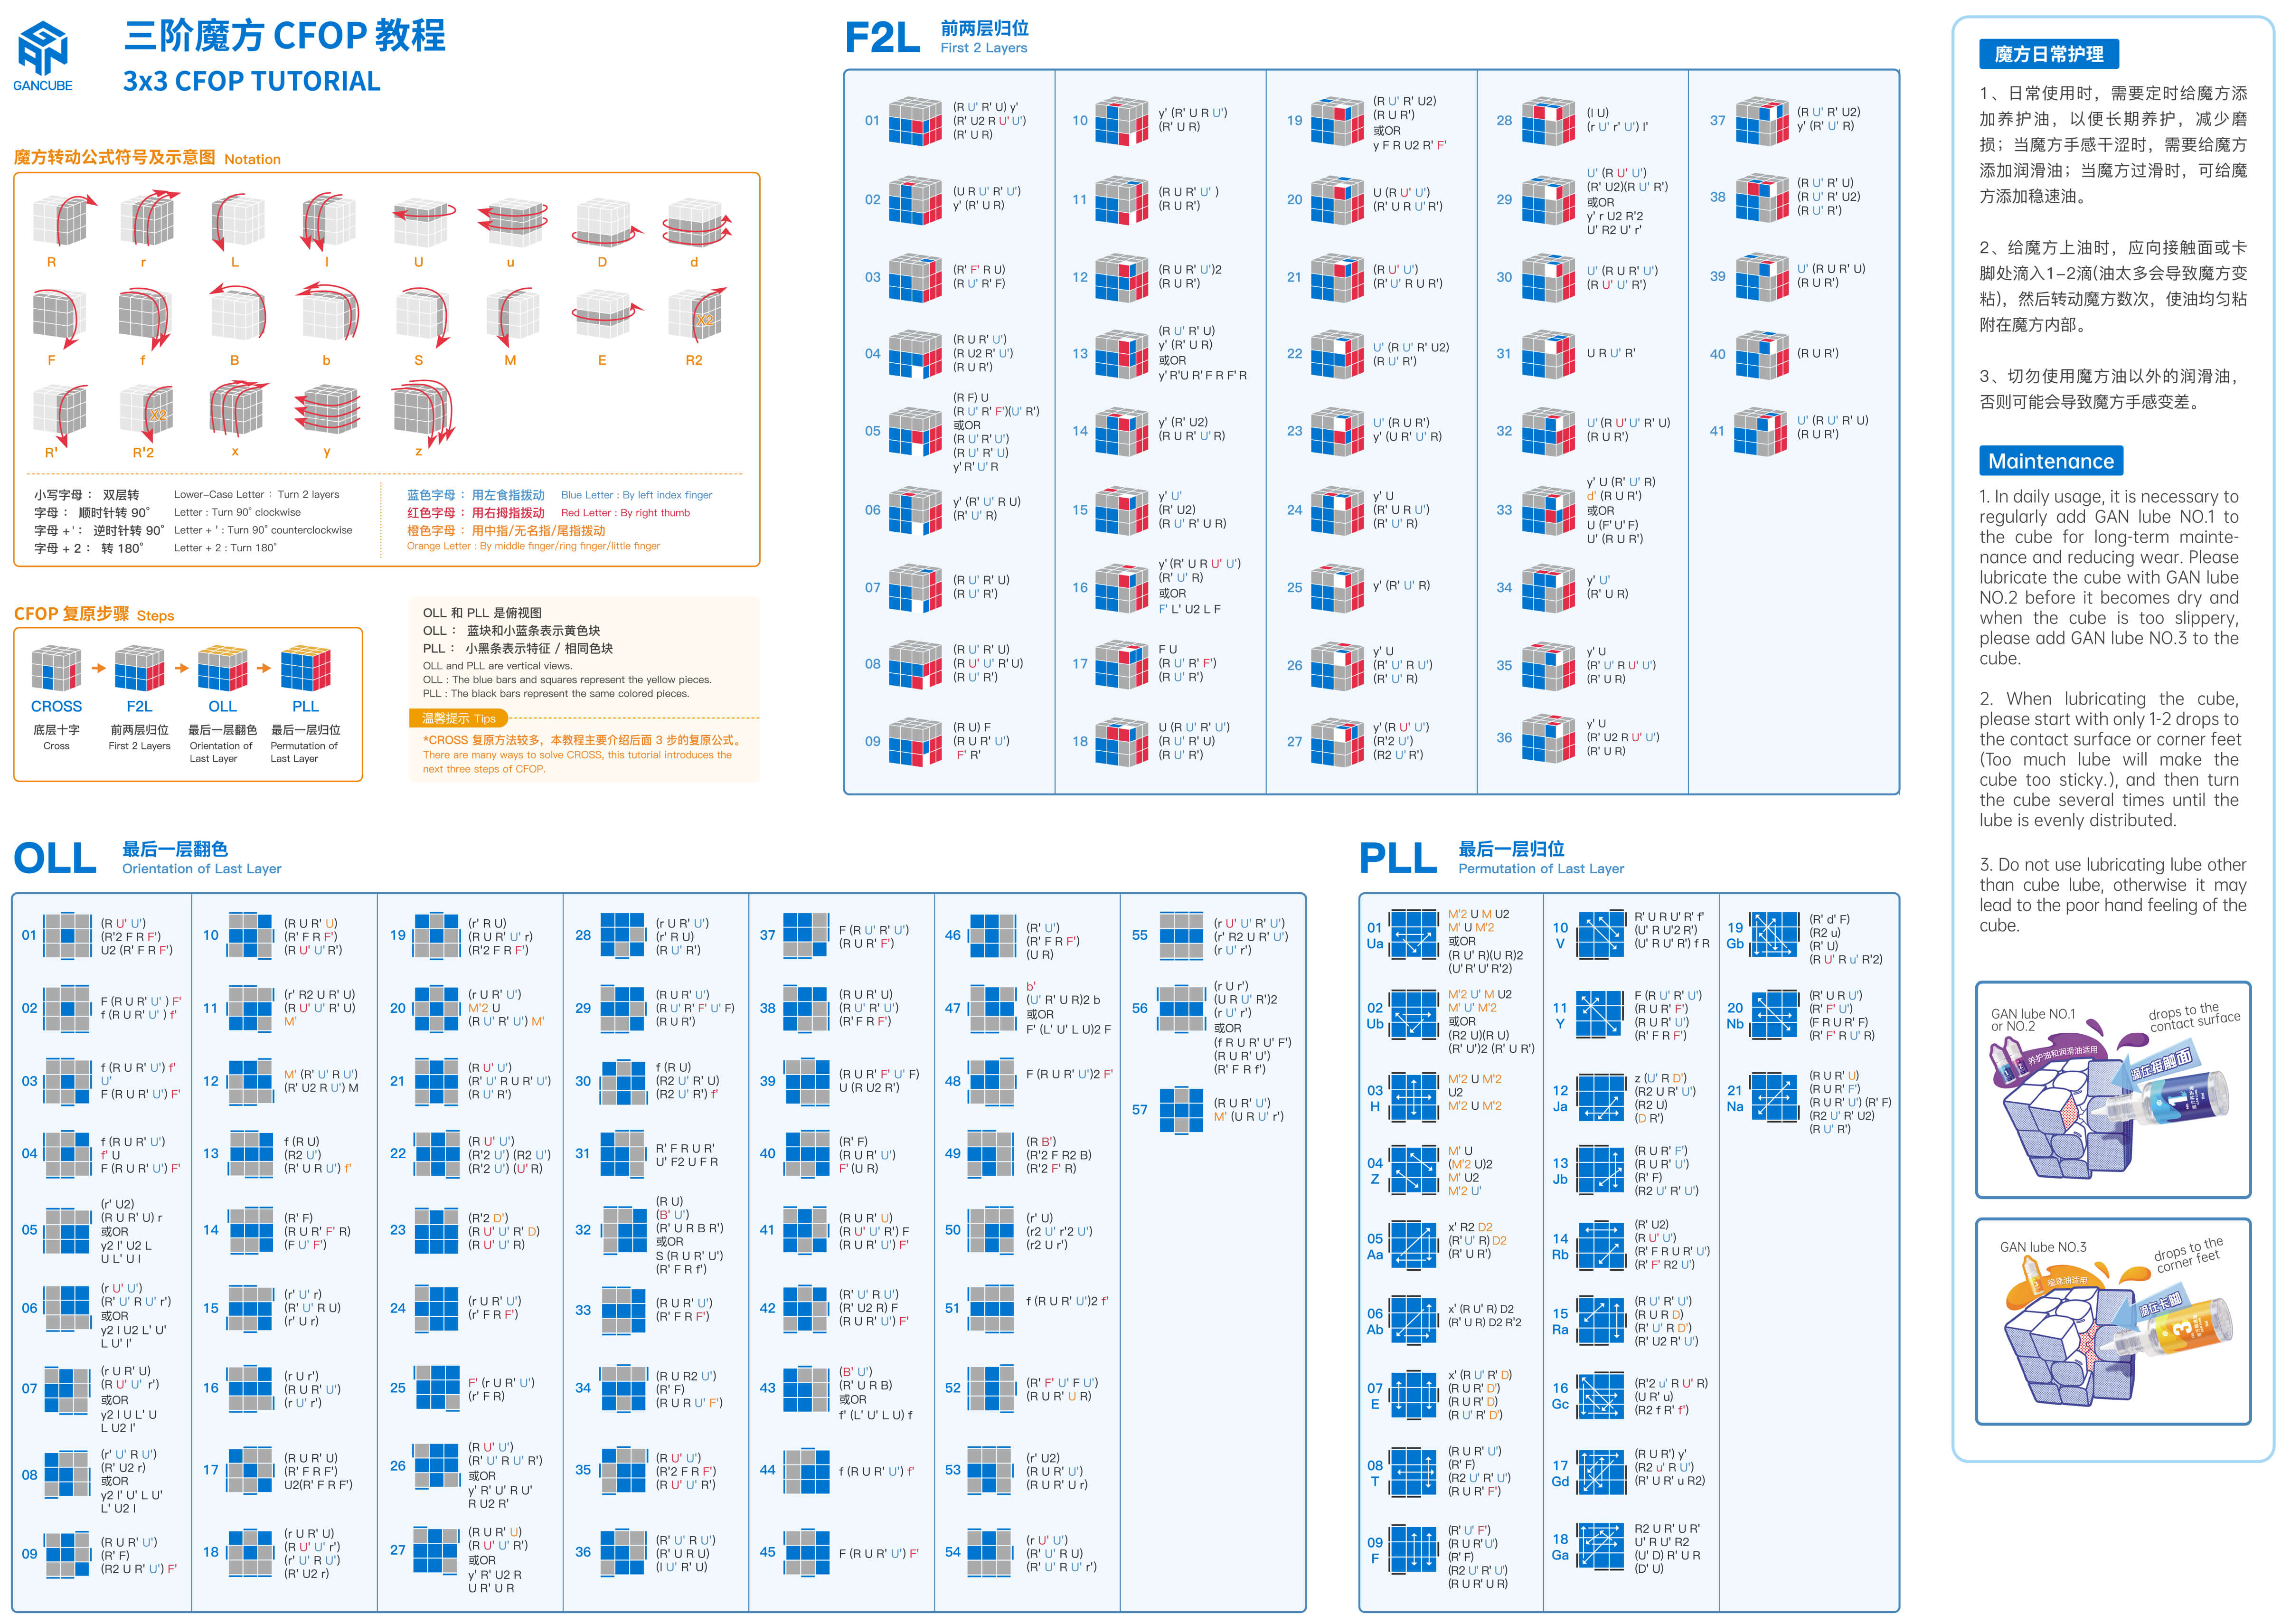 GANCUBE
三阶魔方 CFOP 教程
3x3 CFOP TUTORIAL
魔方转动公式符号及示意图 Notation
R r L l U u D d
F f B b S M E R2
X2
R' R'2 x y z
X2
小写字母： 双层转 Lower-Case Letter : Turn 2 layers
字母： 顺时针转 90° Letter : Turn 90° clockwise
字母 + '： 逆时针转 90° Letter + ' : Turn 90° counterclockwise
字母 + 2： 转 180° Letter + 2 : Turn 180°
蓝色字母： 用左食指拨动 Blue Letter : By left index finger
红色字母： 用右拇指拨动 Red Letter : By right thumb
橙色字母： 用中指/无名指/尾指拨动
Orange Letter : By middle finger/ring finger/little finger
CFOP 复原步骤 Steps
CROSS F2L OLL PLL
底层十字 前两层归位 最后一层翻色 最后一层归位
Cross First 2 Layers Orientation of Last Layer Permutation of Last Layer
OLL 和 PLL 是俯视图
OLL： 蓝块和小蓝条表示黄色块
PLL： 小黑条表示特征 / 相同色块
OLL and PLL are vertical views.
OLL : The blue bars and squares represent the yellow pieces.
PLL : The black bars represent the same colored pieces.
温馨提示 Tips
*CROSS 复原方法较多，本教程主要介绍后面 3 步的复原公式。
There are many ways to solve CROSS, this tutorial introduces the
next three steps of CFOP.
F2L 前两层归位
First 2 Layers
01
(R U' R' U) y'
(R' U2 R U' U')
(R' U R)
02
(U R U' R' U')
y' (R' U R)
03
(R' F' R U)
(R U' R' F)
04
(R U R' U')
(R U2 R' U')
(R U R')
05
(R F) U
(R U' R' F')(U' R')
或OR
(R U' R' U')
(R U' R' U)
y' R' U' R
06
y' (R' U' R U)
(R' U' R)
07
(R U' R' U)
(R U' R')
08
(R U' R' U)
(R U' U' R' U)
(R U' R')
09
(R U) F
(R U R' U')
F' R'
10
y' (R' U R U')
(R' U R)
11
(R U R' U' )
(R U R')
12
(R U R' U')2
(R U R')
13
(R U' R' U)
y' (R' U R)
或OR
y' R'U R' F R F' R
14
y' (R' U2)
(R U R' U' R)
15
y' U'
(R' U2)
(R U' R' U R)
16
y' (R' U R U' U')
(R' U' R)
或OR
F' L' U2 L F
17
F U
(R U' R' F')
(R U' R')
18
U (R U' R' U')
(R U' R' U)
(R U' R')
19
(R U' R' U2)
(R U R')
或OR
y F R U2 R' F'
20
U (R U' U')
(R' U R U' R')
21
(R U' U')
(R' U' R U R')
22
U' (R U' R' U2)
(R U' R')
23
U' (R U R')
y' (U R' U' R)
24
y' U
(R' U R U')
(R' U' R)
25
y' (R' U' R)
26
y' U
(R' U' R U')
(R' U' R)
27
y' (R U' U')
(R'2 U')
(R2 U' R')
28
(l U)
(r U' r' U') l'
29
U' (R U' U')
(R' U2)(R U' R')
或OR
y' r U2 R'2
U' R2 U' r'
30
U' (R U R' U')
(R U' U' R')
31
U R U' R'
32
U' (R U' U' R' U)
(R U R')
33
y' U (R' U' R)
d' (R U R')
或OR
U (F' U' F)
U' (R U R')
34
y' U'
(R' U R)
35
y' U
(R' U' R U' U')
(R' U R)
36
y' U
(R' U2 R U' U')
(R' U R)
37
(R U' R' U2)
y' (R' U' R)
38
(R U' R' U)
(R U' R' U2)
(R U' R')
39
U' (R U R' U)
(R U R')
40
(R U R')
41
U' (R U' R' U)
(R U R')
OLL 最后一层翻色
Orientation of Last Layer
01
(R U' U')
(R'2 F R F')
U2 (R' F R F')
02
F (R U R' U' ) F'
f (R U R' U' ) f'
03
f (R U R' U') f'
U'
F (R U R' U') F'
04
f (R U R' U')
f' U
F (R U R' U') F'
05
(r' U2)
(R U R' U) r
或OR
y2 l' U2 L
U L' U l
06
(r U' U')
(R' U' R U' r')
或OR
y2 l U2 L' U'
L U' l'
07
(r U R' U)
(R U' U' r')
或OR
y2 l U L' U
L U2 l'
08
(r' U' R U')
(R' U2 r)
或OR
y2 l' U' L U'
L' U2 l
09
(R U R' U')
(R' F)
(R2 U R' U') F'
10
(R U R' U)
(R' F R F')
(R U' U' R')
11
(r' R2 U R' U)
(R U' U' R' U)
M'
12
M' (R' U' R U')
(R' U2 R U') M
13
f (R U)
(R2 U')
(R' U R U') f'
14
(R' F)
(R U R' F' R)
(F U' F')
15
(r' U' r)
(R' U' R U)
(r' U r)
16
(r U r')
(R U R' U')
(r U' r')
17
(R U R' U)
(R' F R F')
U2(R' F R F')
18
(r U R' U)
(R U' U' r')
(r' U' R U')
(R' U2 r)
19
(r' R U)
(R U R' U' r)
(R'2 F R F')
20
(r U R' U')
M'2 U
(R U' R' U') M'
21
(R U' U')
(R' U' R U R' U')
(R U' R')
22
(R U' U')
(R'2 U') (R2 U')
(R'2 U') (U' R)
23
(R'2 D')
(R U' U' R' D)
(R U' U' R)
24
(r U R' U')
(r' F R F')
25
F' (r U R' U')
(r' F R)
26
(R U' U')
(R' U' R U' R')
或OR
y' R' U' R U'
R U2 R'
27
(R U R' U)
(R U' U' R')
或OR
y' R' U2 R
U R' U R
28
(r U R' U')
(r' R U)
(R U' R')
29
(R U R' U')
(R U' R' F' U' F)
(R U R')
30
f (R U)
(R2 U' R' U)
(R2 U' R') f'
31
R' F R U R'
U' F2 U F R
32
(R U)
(B' U')
(R' U R B R')
或OR
S (R U R' U')
(R' F R f')
33
(R U R' U')
(R' F R F')
34
(R U R2 U')
(R' F)
(R U R U' F')
35
(R U' U')
(R'2 F R F')
(R U' U' R')
36
(R' U' R U')
(R' U R U)
(l U' R' U)
37
F (R U' R' U')
(R U R' F')
38
(R U R' U)
(R U' R' U')
(R' F R F')
39
(R U R' F' U' F)
U (R U2 R')
40
(R' F)
(R U R' U')
F' (U R)
41
(R U R' U)
(R U' U' R') F
(R U R' U') F'
42
(R' U' R U')
(R' U2 R) F
(R U R' U') F'
43
(B' U')
(R' U R B)
或OR
f' (L' U' L U) f
44
f (R U R' U') f'
45
F (R U R' U') F'
46
(R' U')
(R' F R F')
(U R)
47
b'
(U' R' U R)2 b
或OR
F' (L' U' L U)2 F
48
F (R U R' U')2 F'
49
(R B')
(R'2 F R2 B)
(R'2 F' R)
50
(r' U)
(r2 U' r'2 U')
(r2 U r')
51
f (R U R' U')2 f'
52
(R' F' U' F U')
(R U R' U R)
53
(r' U2)
(R U R' U')
(R U R' U r)
54
(r U' U')
(R' U' R U)
(R' U' R U' r')
55
(r U' U' R' U')
(r' R2 U R' U')
(r U' r')
56
(r U r')
(U R U' R')2
(r U' r')
或OR
(f R U R' U' F')
(R U R' U')
(R' F R f')
57
(R U R' U')
M' (U R U' r')
PLL 最后一层归位
Permutation of Last Layer
01
Ua
M'2 U M U2
M' U M'2
或OR
(R U' R)(U R)2
(U' R' U' R'2)
02
Ub
M'2 U' M U2
M' U' M'2
或OR
(R2 U)(R U)
(R' U')2 (R' U R')
03
H
M'2 U M'2
U2
M'2 U M'2
04
Z
M' U
(M'2 U)2
M' U2
M'2 U'
05
Aa
x' R2 D2
(R' U' R) D2
(R' U R')
06
Ab
x' (R U' R) D2
(R' U R) D2 R'2
07
E
x' (R U' R' D)
(R U R' D')
(R U R' D)
(R U' R' D')
08
T
(R U R' U')
(R' F)
(R2 U' R' U')
(R U R' F')
09
F
(R' U' F')
(R U R'U')
(R' F)
(R2 U' R' U')
(R U R' U R)
10
V
R' U R U' R' f'
(U' R U'2 R')
(U' R U' R') f R
11
Y
F (R U' R' U')
(R U R' F')
(R U R' U')
(R' F R F')
12
Ja
z (U' R D')
(R2 U R' U')
(R2 U)
(D R')
13
Jb
(R U R' F')
(R U R' U')
(R' F)
(R2 U' R' U')
14
Rb
(R' U2)
(R U' U')
(R' F R U R' U')
(R' F' R2 U')
15
Ra
(R U' R' U')
(R U R D)
(R' U' R D')
(R' U2 R' U')
16
Gc
(R'2 u' R U' R)
(U R' u)
(R2 f R' f')
17
Gd
(R U R') y'
(R2 u' R U')
(R' U R' u R2)
18
Ga
R2 U R' U R'
U' R U' R2
(U' D) R' U R
(D' U)
19
Gb
(R' d' F)
(R2 u)
(R' U)
(R U' R u' R'2)
20
Nb
(R' U R U')
(R' F' U')
(F R U R' F)
(R' F' R U' R)
21
Na
(R U R' U)
(R U R' F')
(R U R' U') (R' F)
(R2 U' R' U2)
(R U' R')
魔方日常护理
1、日常使用时，需要定时给魔方添
加养护油，以便长期养护，减少磨
损；当魔方手感干涩时，需要给魔方
添加润滑油；当魔方过滑时，可给魔
方添加稳速油。
2、给魔方上油时，应向接触面或卡
脚处滴入1-2滴(油太多会导致魔方变
粘)，然后转动魔方数次，使油均匀粘
附在魔方内部。
3、切勿使用魔方油以外的润滑油，
否则可能会导致魔方手感变差。
Maintenance
1. In daily usage, it is necessary to
regularly add GAN lube NO.1 to
the cube for long-term mainte-
nance and reducing wear. Please
lubricate the cube with GAN lube
NO.2 before it becomes dry and
when the cube is too slippery,
please add GAN lube NO.3 to the
cube.
2. When lubricating the cube,
please start with only 1-2 drops to
the contact surface or corner feet
(Too much lube will make the
cube too sticky.), and then turn
the cube several times until the
lube is evenly distributed.
3. Do not use lubricating lube other
than cube lube, otherwise it may
lead to the poor hand feeling of the
cube.
GAN lube NO.1
or NO.2
drops to the
contact surface
养护油和润滑油适用
滴在接触面
1
GAN lube NO.3
drops to the
corner feet
稳速油适用
滴在卡脚
3